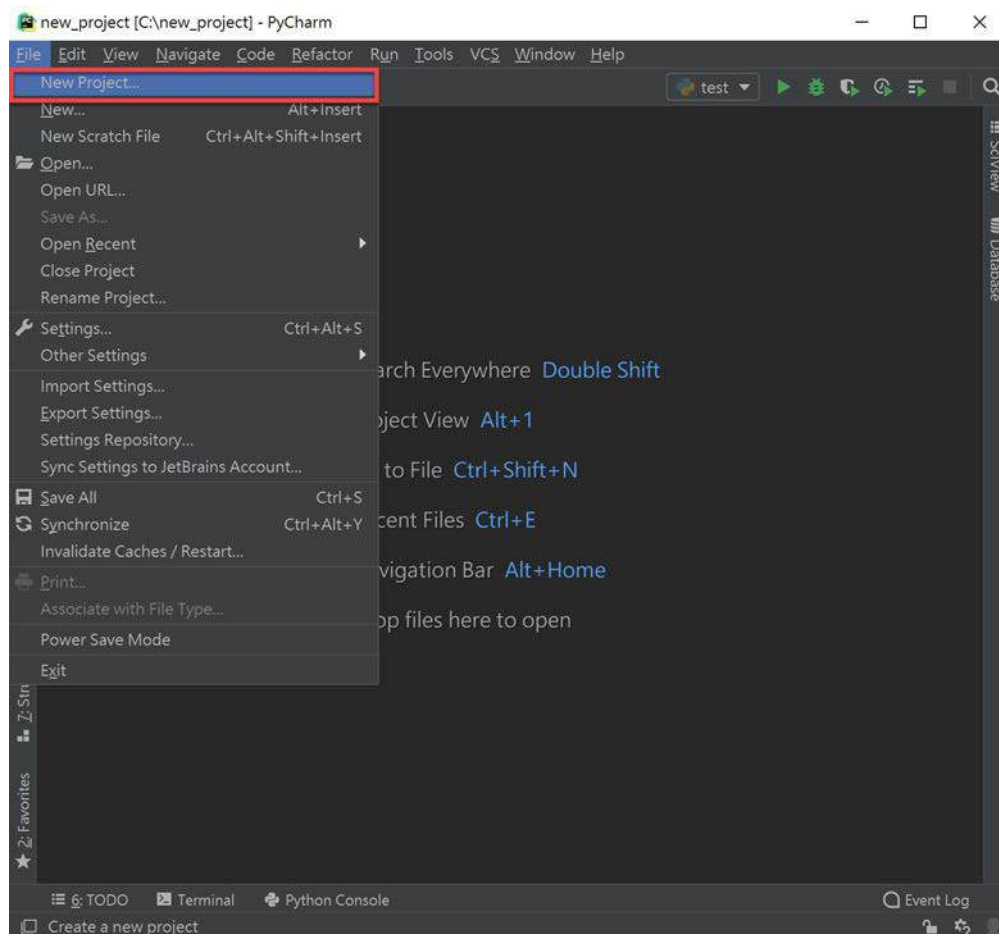 new_project [C:\new_project] - PyCharm
File Edit View Navigate Code Refactor Run Tools VCS Window Help
New Project...
test
New... Alt+Insert
New Scratch File Ctrl+Alt+Shift+Insert
Open...
Open URL...
Save As...
Open Recent
Close Project
Rename Project...
Settings... Ctrl+Alt+S
Other Settings
Import Settings...
Export Settings...
Settings Repository...
Sync Settings to JetBrains Account...
Save All Ctrl+S
Synchronize Ctrl+Alt+Y
Invalidate Caches / Restart...
Print...
Associate with File Type...
Power Save Mode
Exit
arch Everywhere Double Shift
oject View Alt+1
to File Ctrl+Shift+N
cent Files Ctrl+E
vigation Bar Alt+Home
op files here to open
SciView
Database
Z: Str
2: Favorites
6: TODO Terminal Python Console Event Log
Create a new project